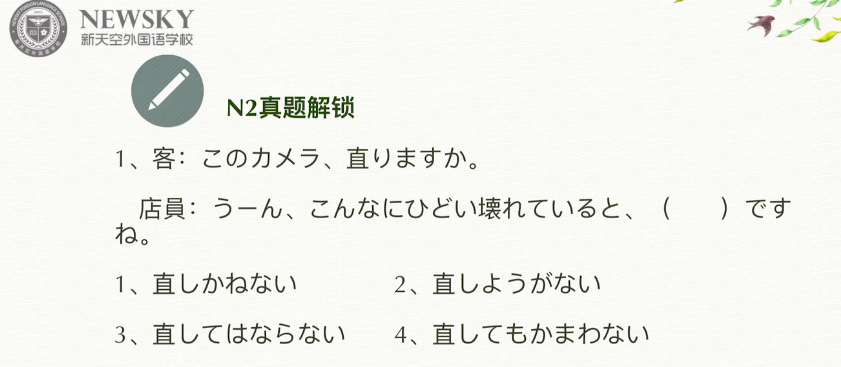 NEWSKY
新天空外国语学校
N2真题解锁
1、客：このカメラ、直りますか。
店員：うーん、こんなにひどい壊れていると、（　　）です
ね。
1、直しかねない　　2、直しようがない
3、直してはならない　　4、直してもかまわない